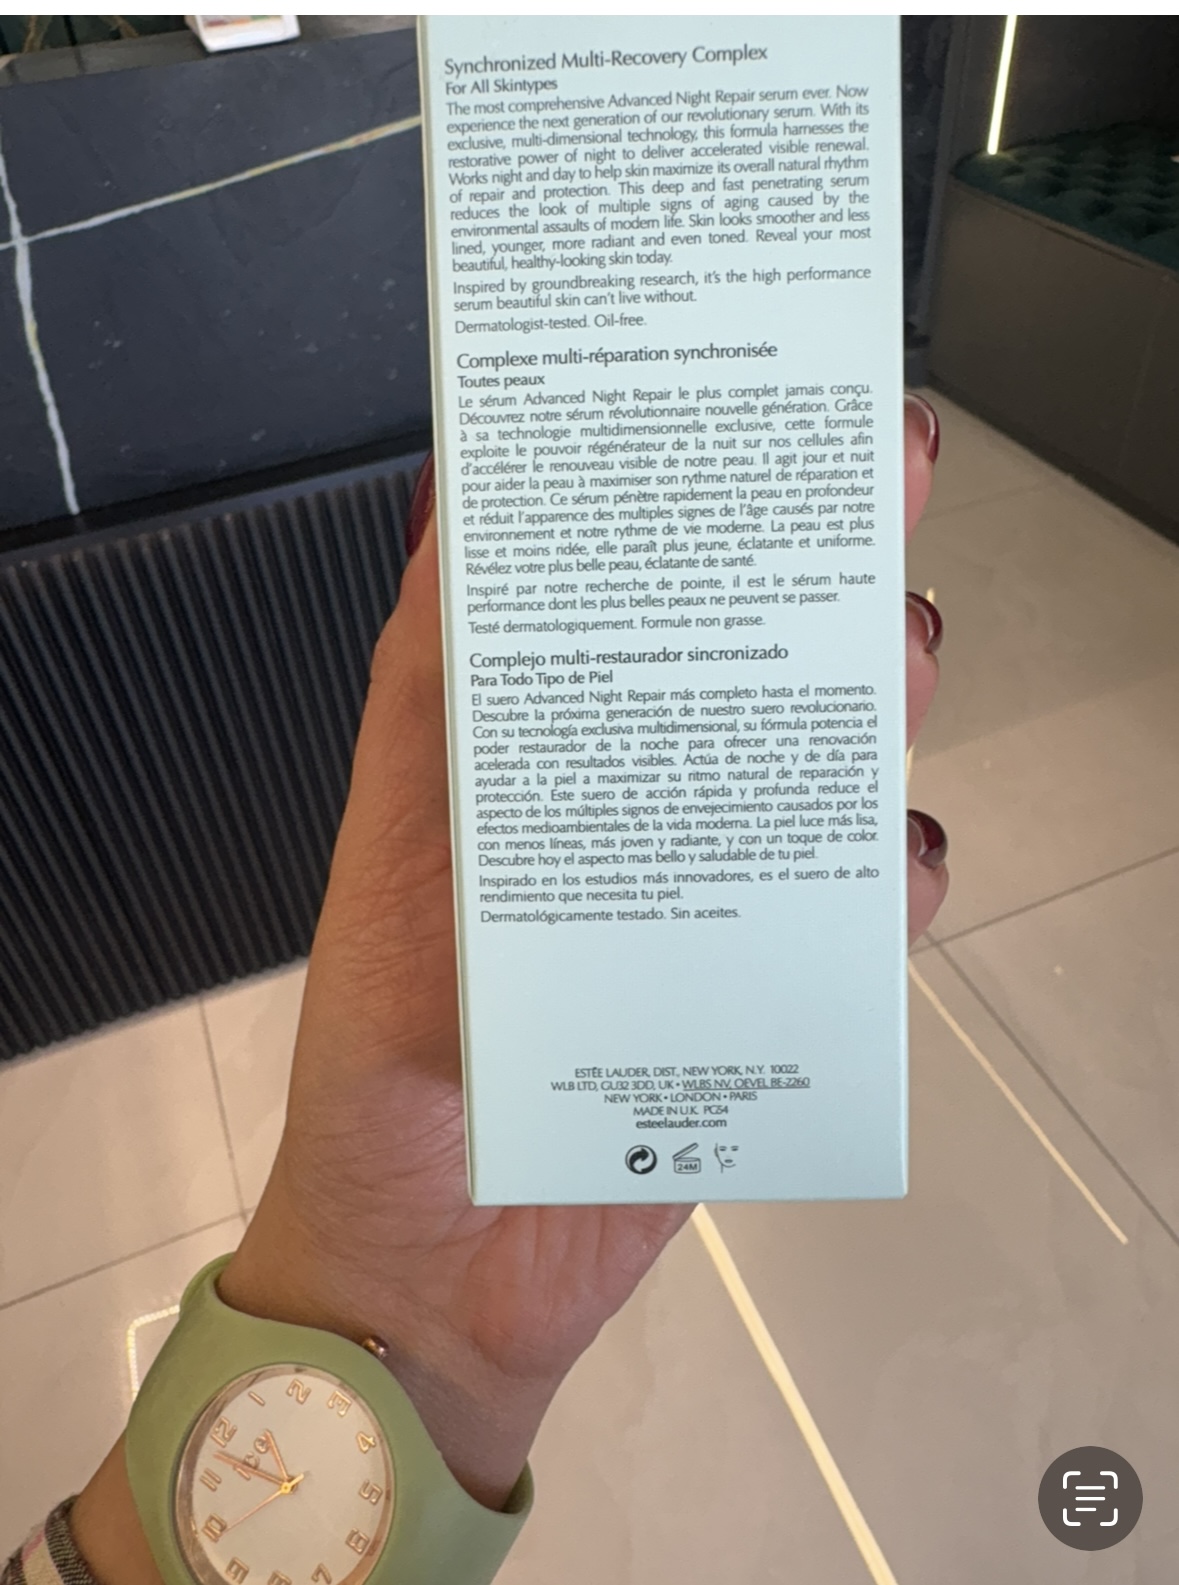 Synchronized Multi-Recovery Complex
For All Skintypes
The most comprehensive Advanced Night Repair serum ever. Now
experience the next generation of our revolutionary serum. With its
exclusive, multi-dimensional technology, this formula harnesses the
restorative power of night to deliver accelerated visible renewal.
Works night and day to help skin maximize its overall natural rhythm
of repair and protection. This deep and fast penetrating serum
reduces the look of multiple signs of aging caused by the
environmental assaults of modern life. Skin looks smoother and less
lined, younger, more radiant and even toned. Reveal your most
beautiful, healthy-looking skin today.
Inspired by groundbreaking research, it's the high performance
serum beautiful skin can't live without.
Dermatologist-tested. Oil-free.
Complexe multi-réparation synchronisée
Toutes peaux
Le sérum Advanced Night Repair le plus complet jamais conçu.
Découvrez notre sérum révolutionnaire nouvelle génération. Grâce
à sa technologie multidimensionnelle exclusive, cette formule
exploite le pouvoir régénérateur de la nuit sur nos cellules afin
d'accélérer le renouveau visible de notre peau. Il agit jour et nuit
pour aider la peau à maximiser son rythme naturel de réparation et
de protection. Ce sérum pénètre rapidement la peau en profondeur
et réduit l'apparence des multiples signes de l'âge causés par notre
environnement et notre rythme de vie moderne. La peau est plus
lisse et moins ridée, elle paraît plus jeune, éclatante et uniforme.
Révélez votre plus belle peau, éclatante de santé.
Inspiré par notre recherche de pointe, il est le sérum haute
performance dont les plus belles peaux ne peuvent se passer.
Testé dermatologiquement. Formule non grasse.
Complejo multi-restaurador sincronizado
Para Todo Tipo de Piel
El suero Advanced Night Repair más completo hasta el momento.
Descubre la próxima generación de nuestro suero revolucionario.
Con su tecnología exclusiva multidimensional, su fórmula potencia el
poder restaurador de la noche para ofrecer una renovación
acelerada con resultados visibles. Actúa de noche y de día para
ayudar a la piel a maximizar su ritmo natural de reparación y
protección. Este suero de acción rápida y profunda reduce el
aspecto de los múltiples signos de envejecimiento causados por los
efectos medioambientales de la vida moderna. La piel luce más lisa,
con menos líneas, más joven y radiante, y con un toque de color.
Descubre hoy el aspecto mas bello y saludable de tu piel.
Inspirado en los estudios más innovadores, es el suero de alto
rendimiento que necesita tu piel.
Dermatológicamente testado. Sin aceites.
ESTĒE LAUDER, DIST., NEW YORK, N.Y. 10022
WLB LTD, GU32 3DD, UK • WLBS NV, OEVEL BE-2260
NEW YORK • LONDON • PARIS
MADE IN U.K. PG54
esteelauder.com
24M
12
1
2
3
4
5
6
7
8
9
10
11
ice